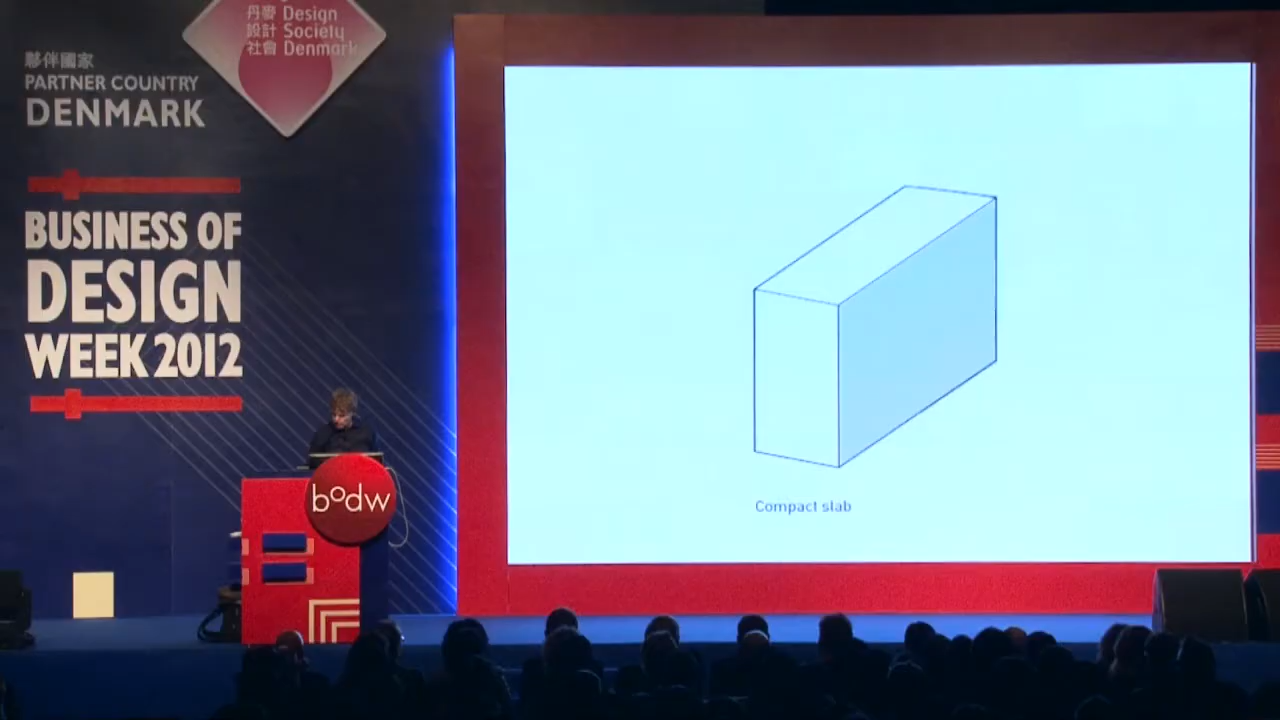 丹麥 Design
設計 Society
社會 Denmark
夥伴國家
PARTNER COUNTRY
DENMARK
BUSINESS OF
DESIGN
WEEK 2012
bodw
Compact slab